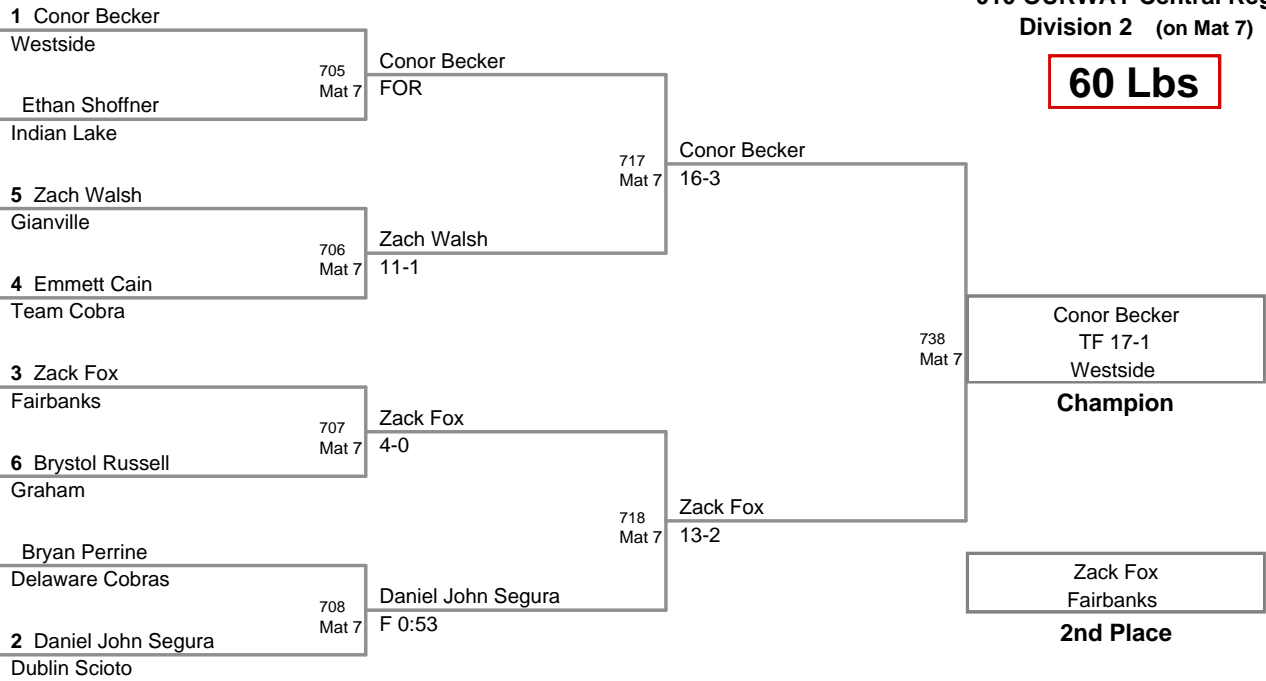 1 Conor Becker
Westside
705
Mat 7
Conor Becker
FOR
Ethan Shoffner
Indian Lake
717
Mat 7
Conor Becker
16-3
5 Zach Walsh
Gianville
706
Mat 7
Zach Walsh
11-1
4 Emmett Cain
Team Cobra
738
Mat 7
Conor Becker
TF 17-1
Westside
Champion
3 Zack Fox
Fairbanks
707
Mat 7
Zack Fox
4-0
6 Brystol Russell
Graham
718
Mat 7
Zack Fox
13-2
Bryan Perrine
Delaware Cobras
708
Mat 7
Daniel John Segura
F 0:53
2 Daniel John Segura
Dublin Scioto
Zack Fox
Fairbanks
2nd Place
Division 2 (on Mat 7)
60 Lbs